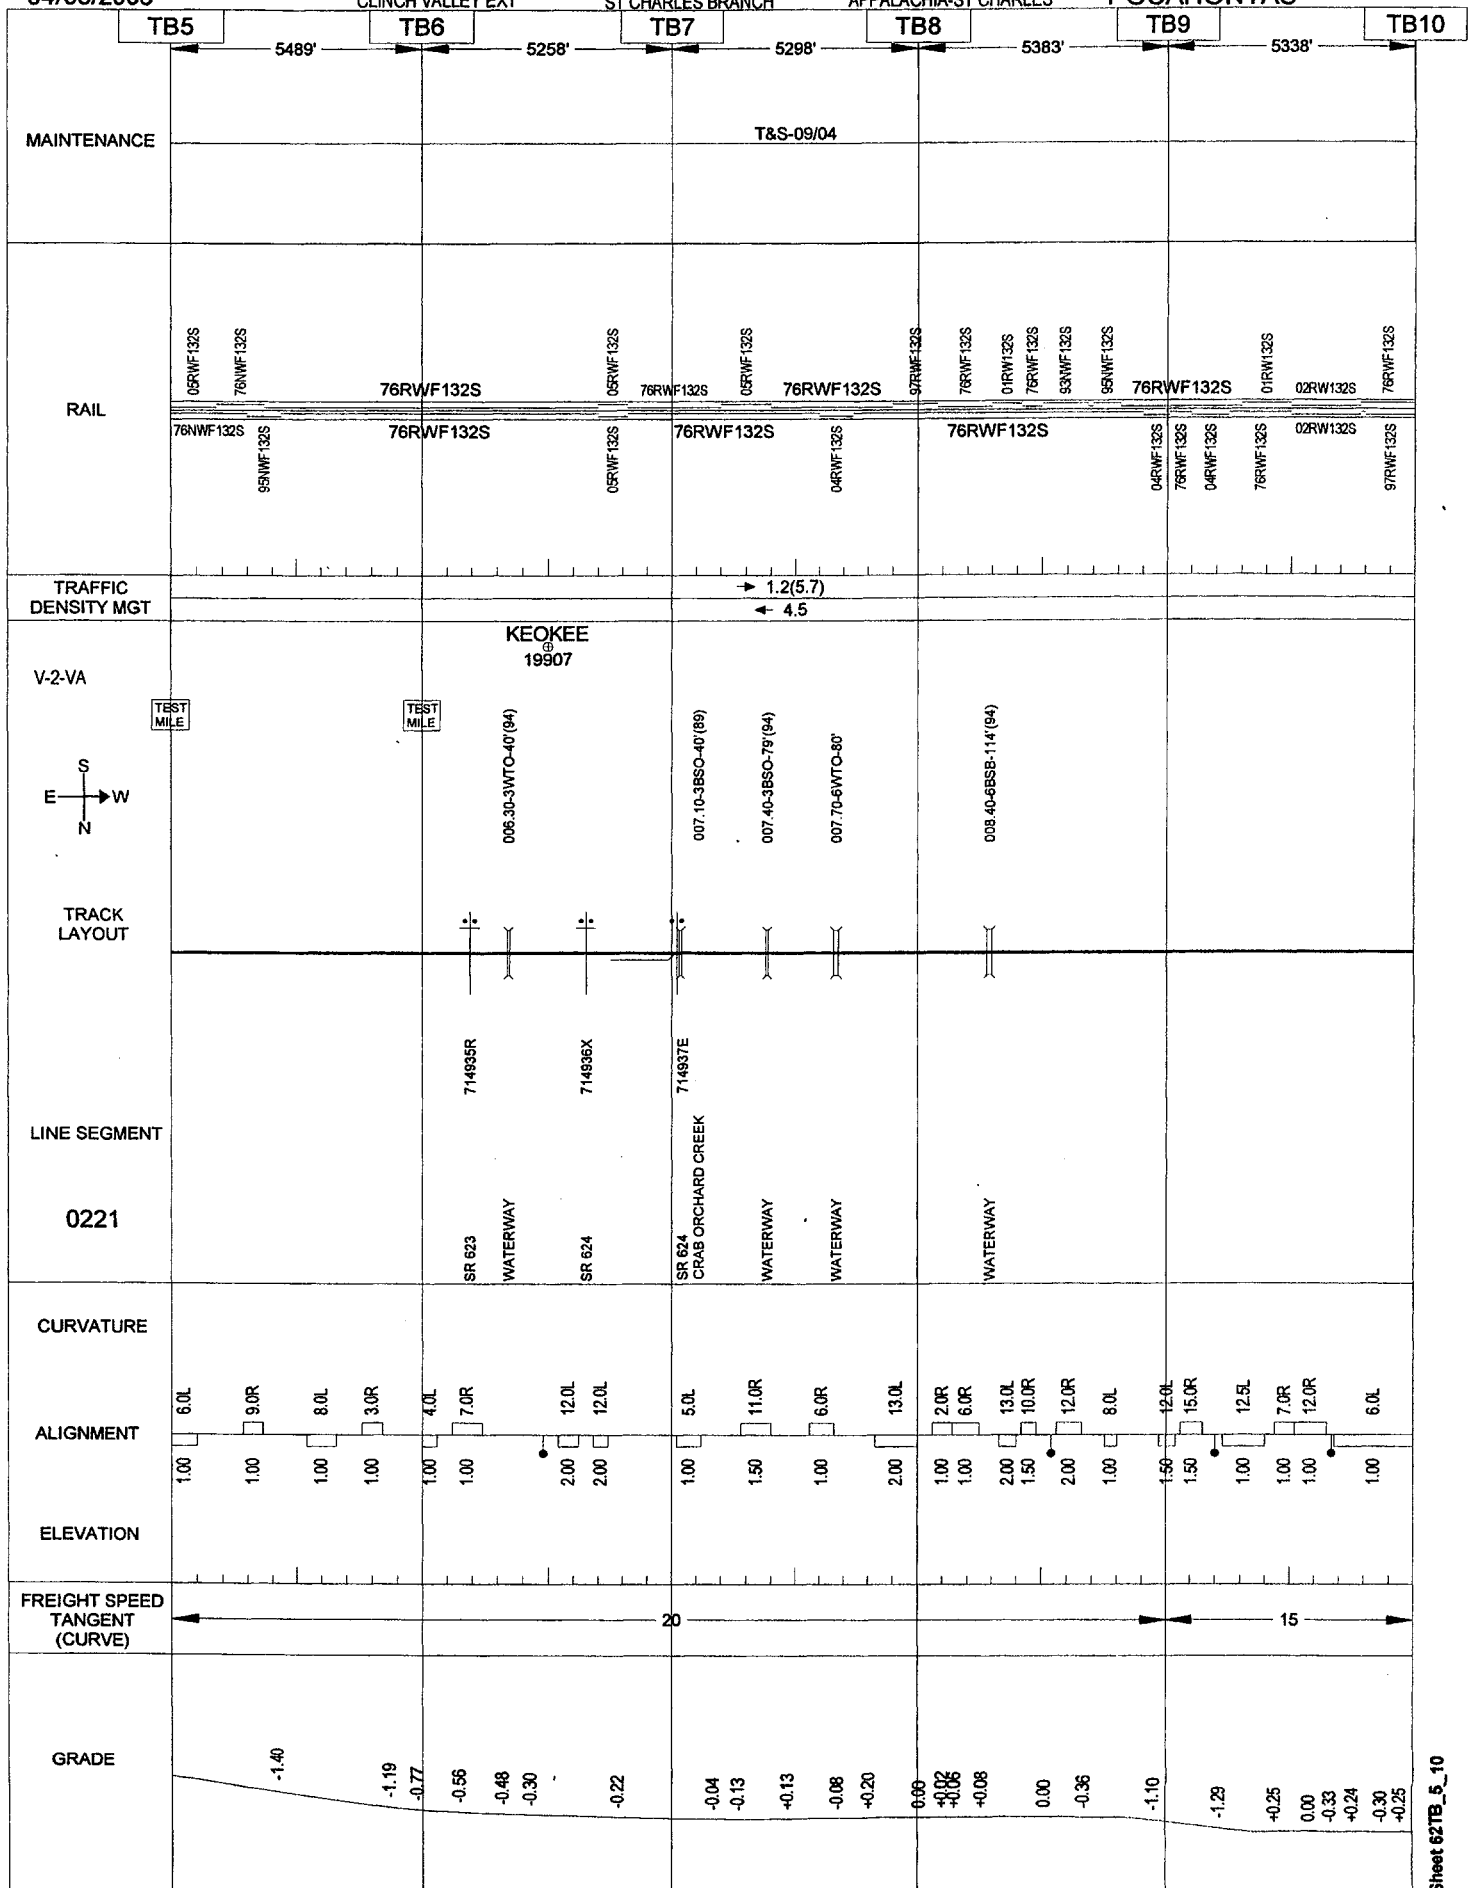 CLINCH VALLEY EXT ST CHARLES BRANCH APPALACHIA-ST CHARLES POCAHONTAS
TB5 TB6 TB7 TB8 TB9 TB10
5489' 5258' 5298' 5383' 5338'
MAINTENANCE
T&S-09/04
RAIL
05RWF132S 76NWF132S 76RWF132S 05RWF132S 76RWF132S 05RWF132S 76RWF132S 97RWF132S 76RWF132S 01RW132S 76RWF132S 93NWF132S 95NWF132S 76RWF132S 01RW132S 02RW132S 76RWF132S
76NWF132S 95NWF132S 76RWF132S 05RWF132S 76RWF132S 04RWF132S 76RWF132S 04RWF132S 76RWF132S 04RWF132S 76RWF132S 02RW132S 97RWF132S
TRAFFIC
DENSITY MGT
→ 1.2(5.7)
← 4.5
KEOKEE
19907
V-2-VA
TEST
MILE
TEST
MILE
S
E W
N
006.30-3WTO-40'(94)
007.10-3BSO-40'(89)
007.40-3BSO-79'(94)
007.70-6WTO-80'
008.40-6BSB-114'(94)
TRACK
LAYOUT
714935R
714936X
714937E
LINE SEGMENT
0221
SR 623
WATERWAY
SR 624
SR 624
CRAB ORCHARD CREEK
WATERWAY
WATERWAY
WATERWAY
CURVATURE
6.0L 9.0R 8.0L 3.0R 4.0L 7.0R 12.0L 12.0L 5.0L 11.0R 6.0R 13.0L 2.0R 6.0R 13.0L 10.0R 12.0R 8.0L 12.0L 15.0R 12.5L 7.0R 12.0R 6.0L
ALIGNMENT
1.00 1.00 1.00 1.00 1.00 1.00 2.00 2.00 1.00 1.50 1.00 2.00 1.00 1.00 2.00 1.50 2.00 1.00 1.50 1.50 1.00 1.00 1.00 1.00
ELEVATION
FREIGHT SPEED
TANGENT
(CURVE)
20 15
GRADE
-1.40 -1.19 -0.77 -0.56 -0.48 -0.30 -0.22 -0.04 -0.13 +0.13 -0.08 +0.20 0.00 +0.02 +0.06 +0.08 0.00 -0.36 -1.10 -1.29 +0.25 0.00 -0.33 +0.24 -0.30 +0.25
Sheet 62TB_5_10